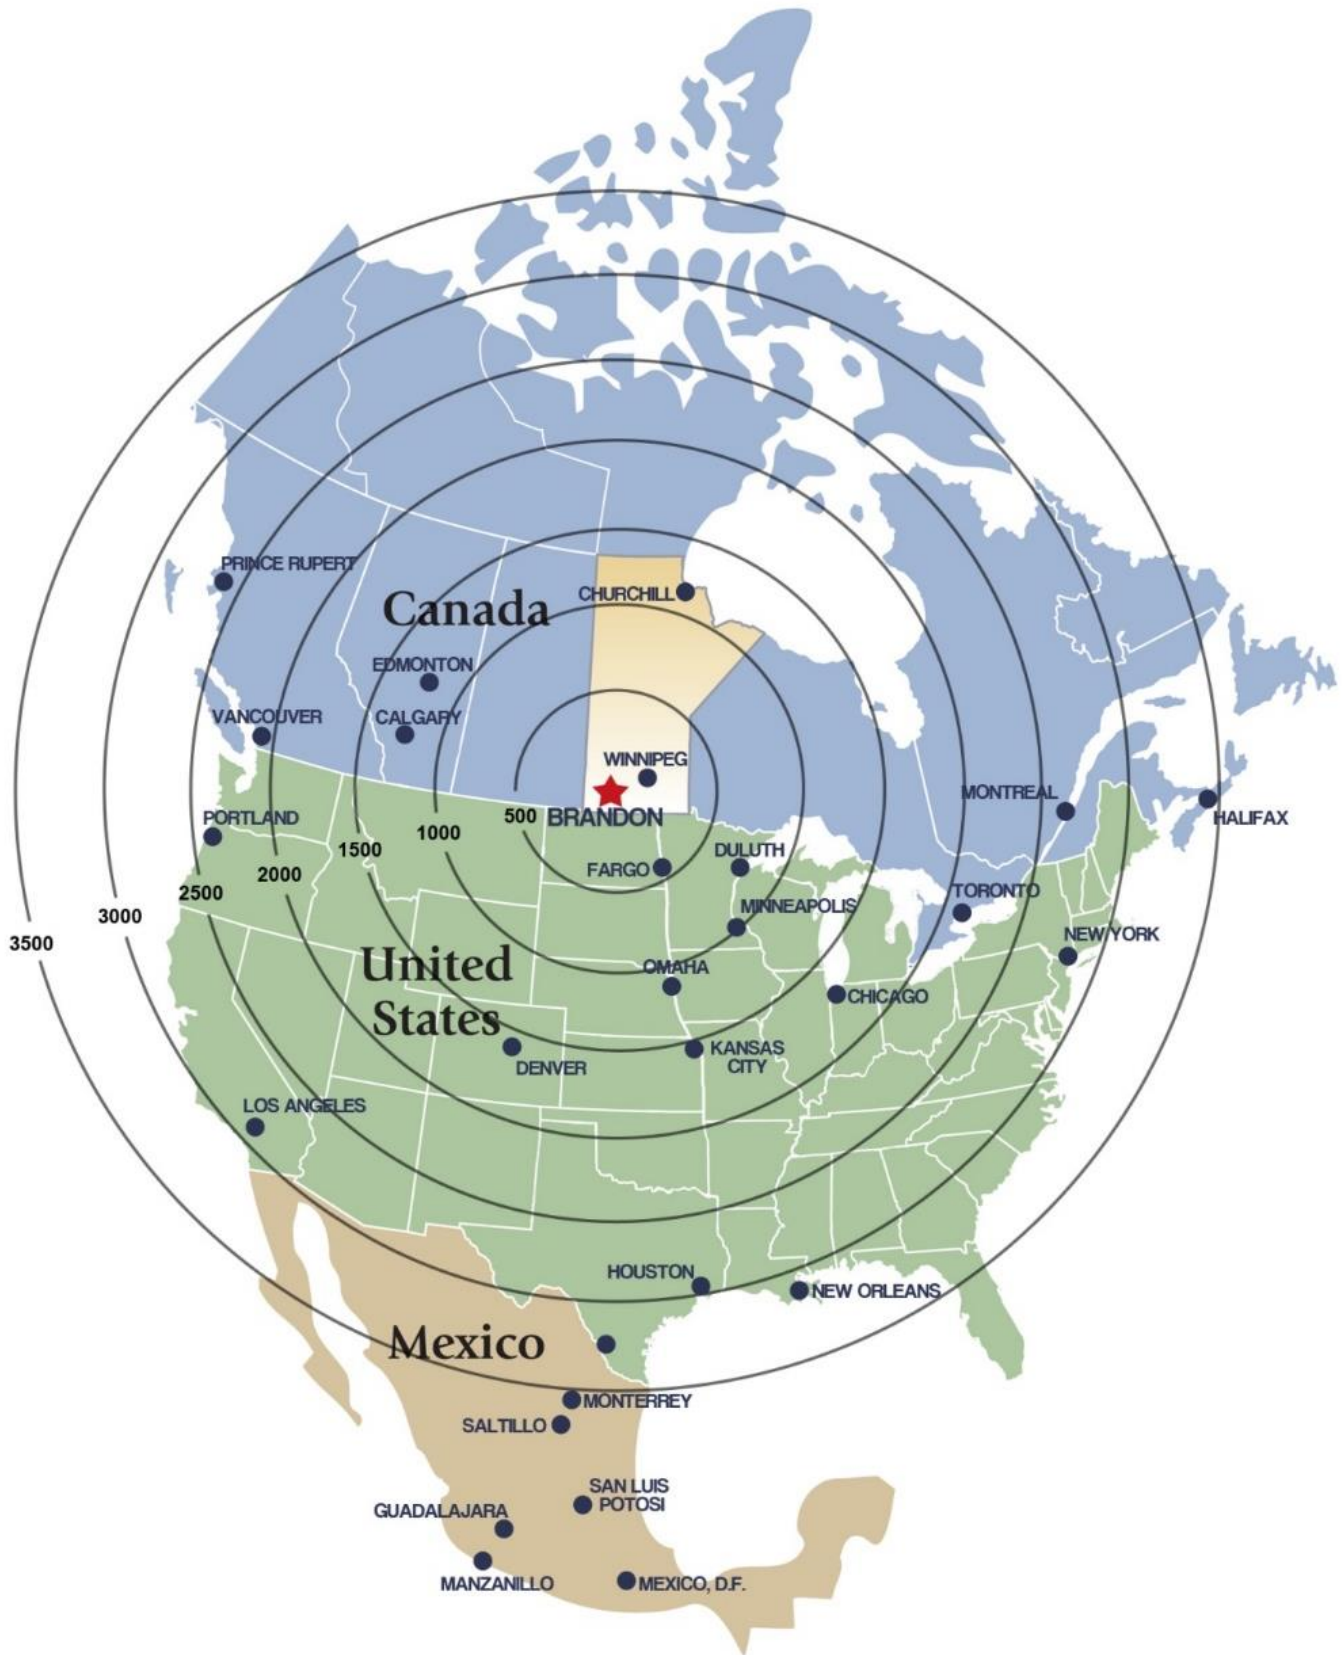 PRINCE RUPERT
CHURCHILL
Canada
EDMONTON
VANCOUVER
CALGARY
WINNIPEG
MONTREAL
PORTLAND
500
BRANDON
HALIFAX
1000
1500
DULUTH
FARGO
2000
2500
TORONTO
MINNEAPOLIS
3000
NEW YORK
3500
United
States
OMAHA
CHICAGO
KANSAS
CITY
DENVER
LOS ANGELES
HOUSTON
NEW ORLEANS
Mexico
MONTERREY
SALTILLO
SAN LUIS
POTOSI
GUADALAJARA
MANZANILLO
MEXICO, D.F.